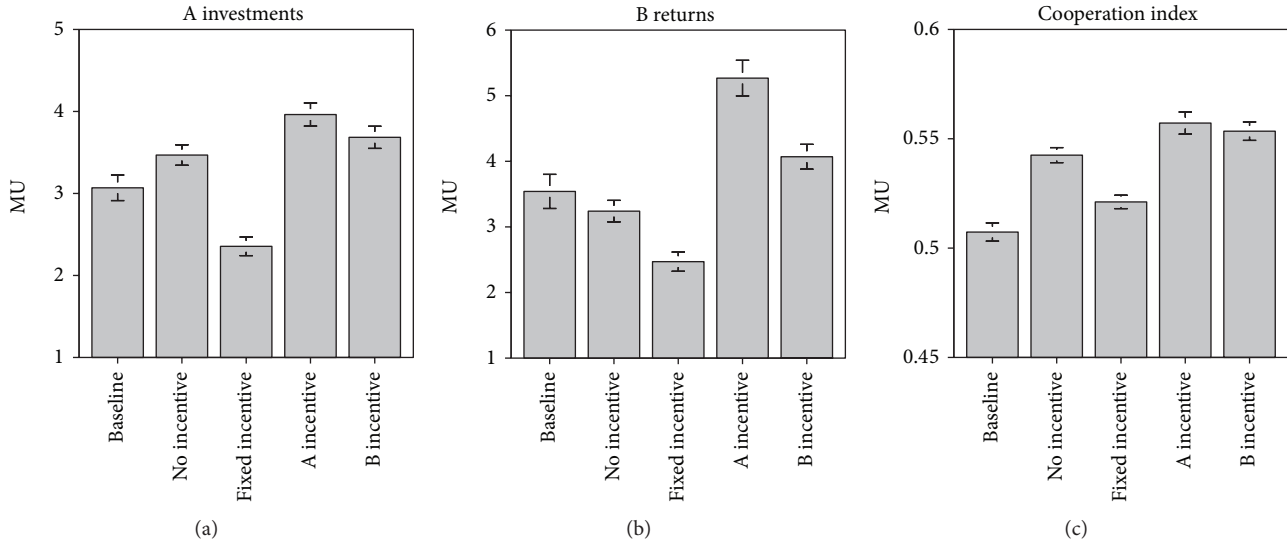 A investments
5
4
3
2
1
MU
Baseline
No incentive
Fixed incentive
A incentive
B incentive
(a)
B returns
6
5
4
3
2
1
MU
Baseline
No incentive
Fixed incentive
A incentive
B incentive
(b)
Cooperation index
0.6
0.55
0.5
0.45
MU
Baseline
No incentive
Fixed incentive
A incentive
B incentive
(c)